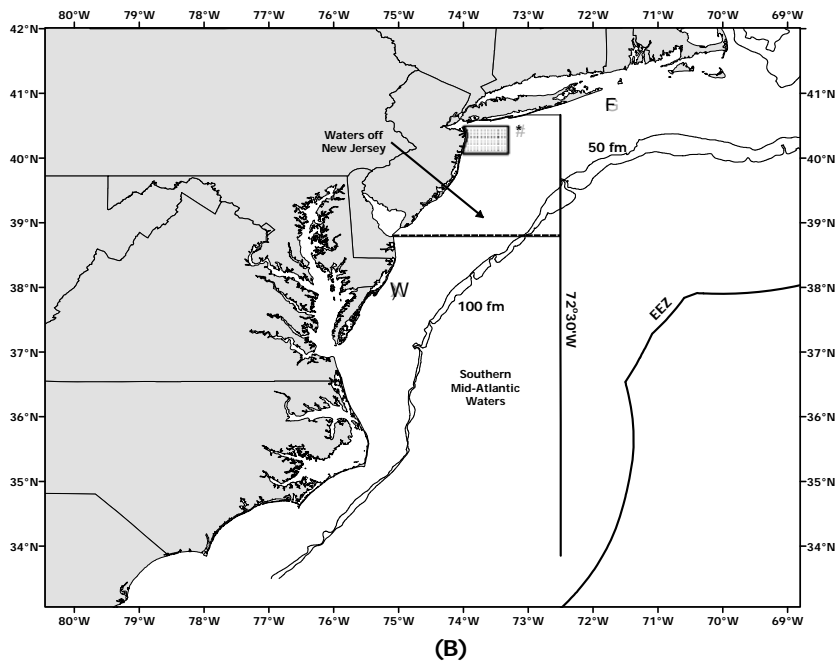 80°W 79°W 78°W 77°W 76°W 75°W 74°W 73°W 72°W 71°W 70°W 69°W
42°N
41°N 41°N
Waters off
New Jersey
*
50 fm
40°N 40°N
39°N 39°N
38°N 38°N
W
100 fm
72°30'W
EEZ
37°N 37°N
Southern
Mid-Atlantic
Waters
36°N 36°N
35°N 35°N
34°N 34°N
80°W 79°W 78°W 77°W 76°W 75°W 74°W 73°W 72°W 71°W 70°W 69°W
(B)